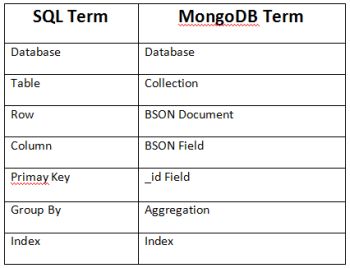 SQL Term MongoDB Term
Database Database
Table Collection
Row BSON Document
Column BSON Field
Primay Key _id Field
Group By Aggregation
Index Index